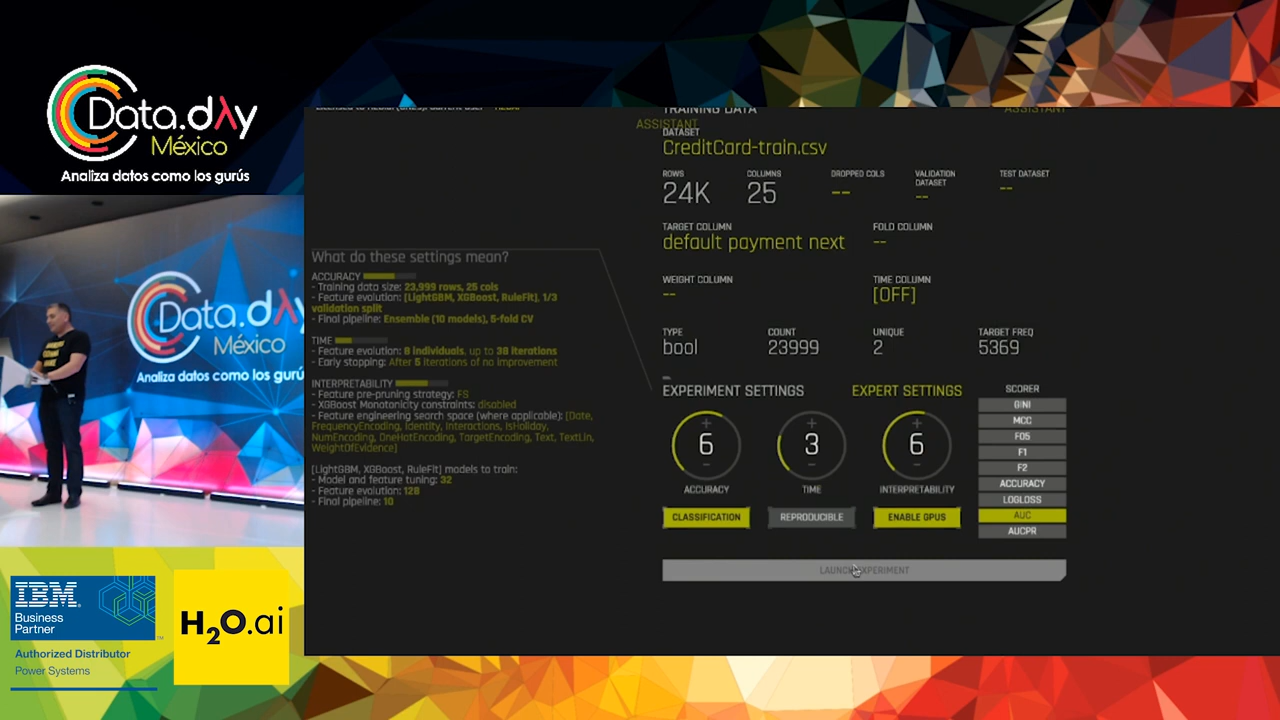 Data.dλy
México
Analiza datos como los gurús
TRAINING DATA
ASSISTANT
ASSISTANT
DATASET
CreditCard-train.csv
ROWS COLUMNS DROPPED COLS VALIDATION DATASET TEST DATASET
24K 25 -- -- --
TARGET COLUMN FOLD COLUMN
default payment next --
WEIGHT COLUMN TIME COLUMN
-- [OFF]
TYPE COUNT UNIQUE TARGET FREQ
bool 23999 2 5369
What do these settings mean?
ACCURACY
- Training data size: 23,999 rows, 25 cols
- Feature evolution: [LightGBM, XGBoost, RuleFit], 1/3
validation split
- Final pipeline: Ensemble (10 models), 5-fold CV
TIME
- Feature evolution: 8 individuals, up to 38 iterations
- Early stopping: After 5 iterations of no improvement
INTERPRETABILITY
- Feature pre-pruning strategy: FS
- XGBoost Monotonicity constraints: disabled
- Feature engineering search space (where applicable): [Date,
FrequencyEncoding, Identity, Interactions, IsHoliday,
NumEncoding, OneHotEncoding, TargetEncoding, Text, TextLin,
WeightOfEvidence]
[LightGBM, XGBoost, RuleFit] models to train:
- Model and feature tuning: 32
- Feature evolution: 128
- Final pipeline: 10
EXPERIMENT SETTINGS EXPERT SETTINGS SCORER
+ + +
6 3 6
- - -
ACCURACY TIME INTERPRETABILITY
CLASSIFICATION REPRODUCIBLE ENABLE GPUS
GINI
MCC
F05
F1
F2
ACCURACY
LOGLOSS
AUC
AUCPR
LAUNCH EXPERIMENT
Data.dλy
México
Analiza datos como los gurú
IBM
Business
Partner
Authorized Distributor
Power Systems
H2O.ai